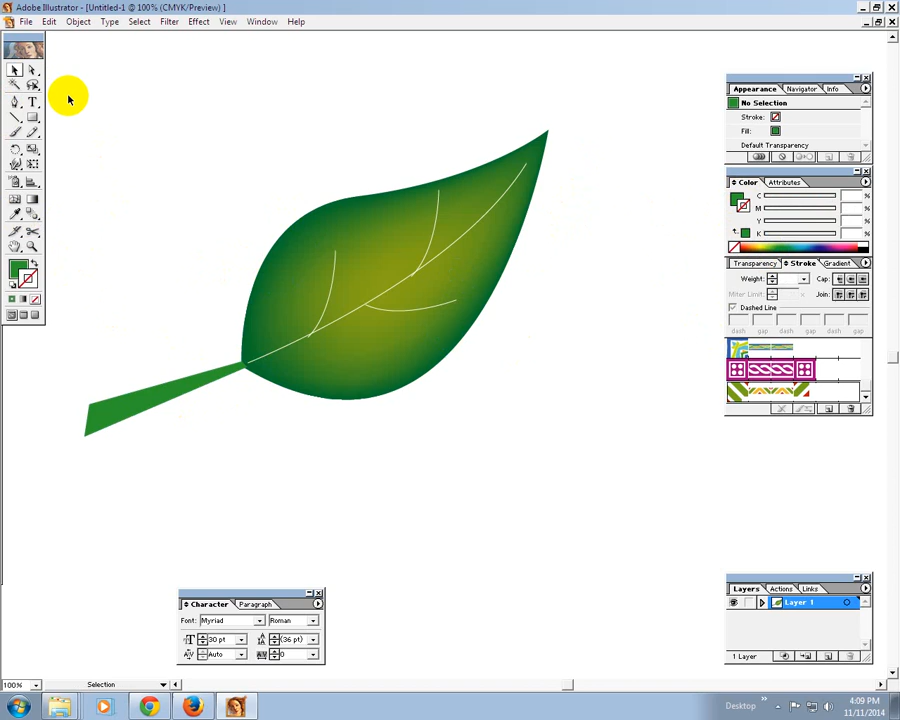 Adobe Illustrator - [Untitled-1 @ 100% (CMYK/Preview) ]
File Edit Object Type Select Filter Effect View Window Help
T
Appearance Navigator Info
No Selection
Stroke:
Fill:
Default Transparency
Color Attributes
C %
M %
Y %
K %
Transparency Stroke Gradient
Weight: Cap:
Miter Limit: Join:
Dashed Line
dash gap dash gap dash gap
Layers Actions Links
Layer 1
1 Layer
Character Paragraph
Font: Myriad Roman
30 pt (36 pt)
Auto 0
100% Selection
Desktop
4:09 PM
11/11/2014